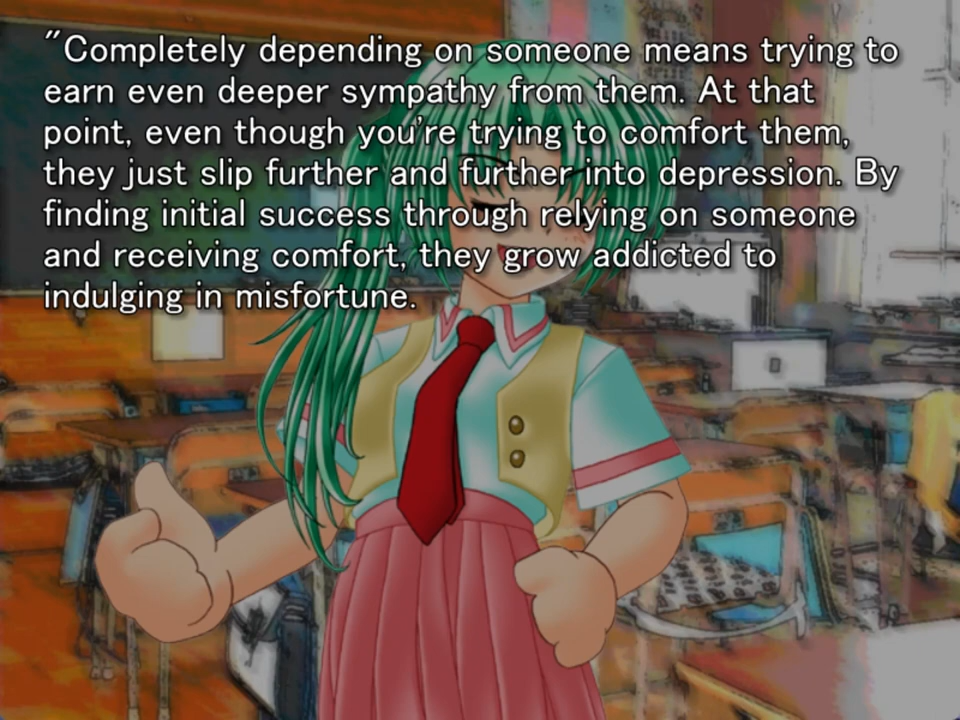 "Completely depending on someone means trying to
earn even deeper sympathy from them. At that
point, even though you're trying to comfort them,
they just slip further and further into depression. By
finding initial success through relying on someone
and receiving comfort, they grow addicted to
indulging in misfortune.